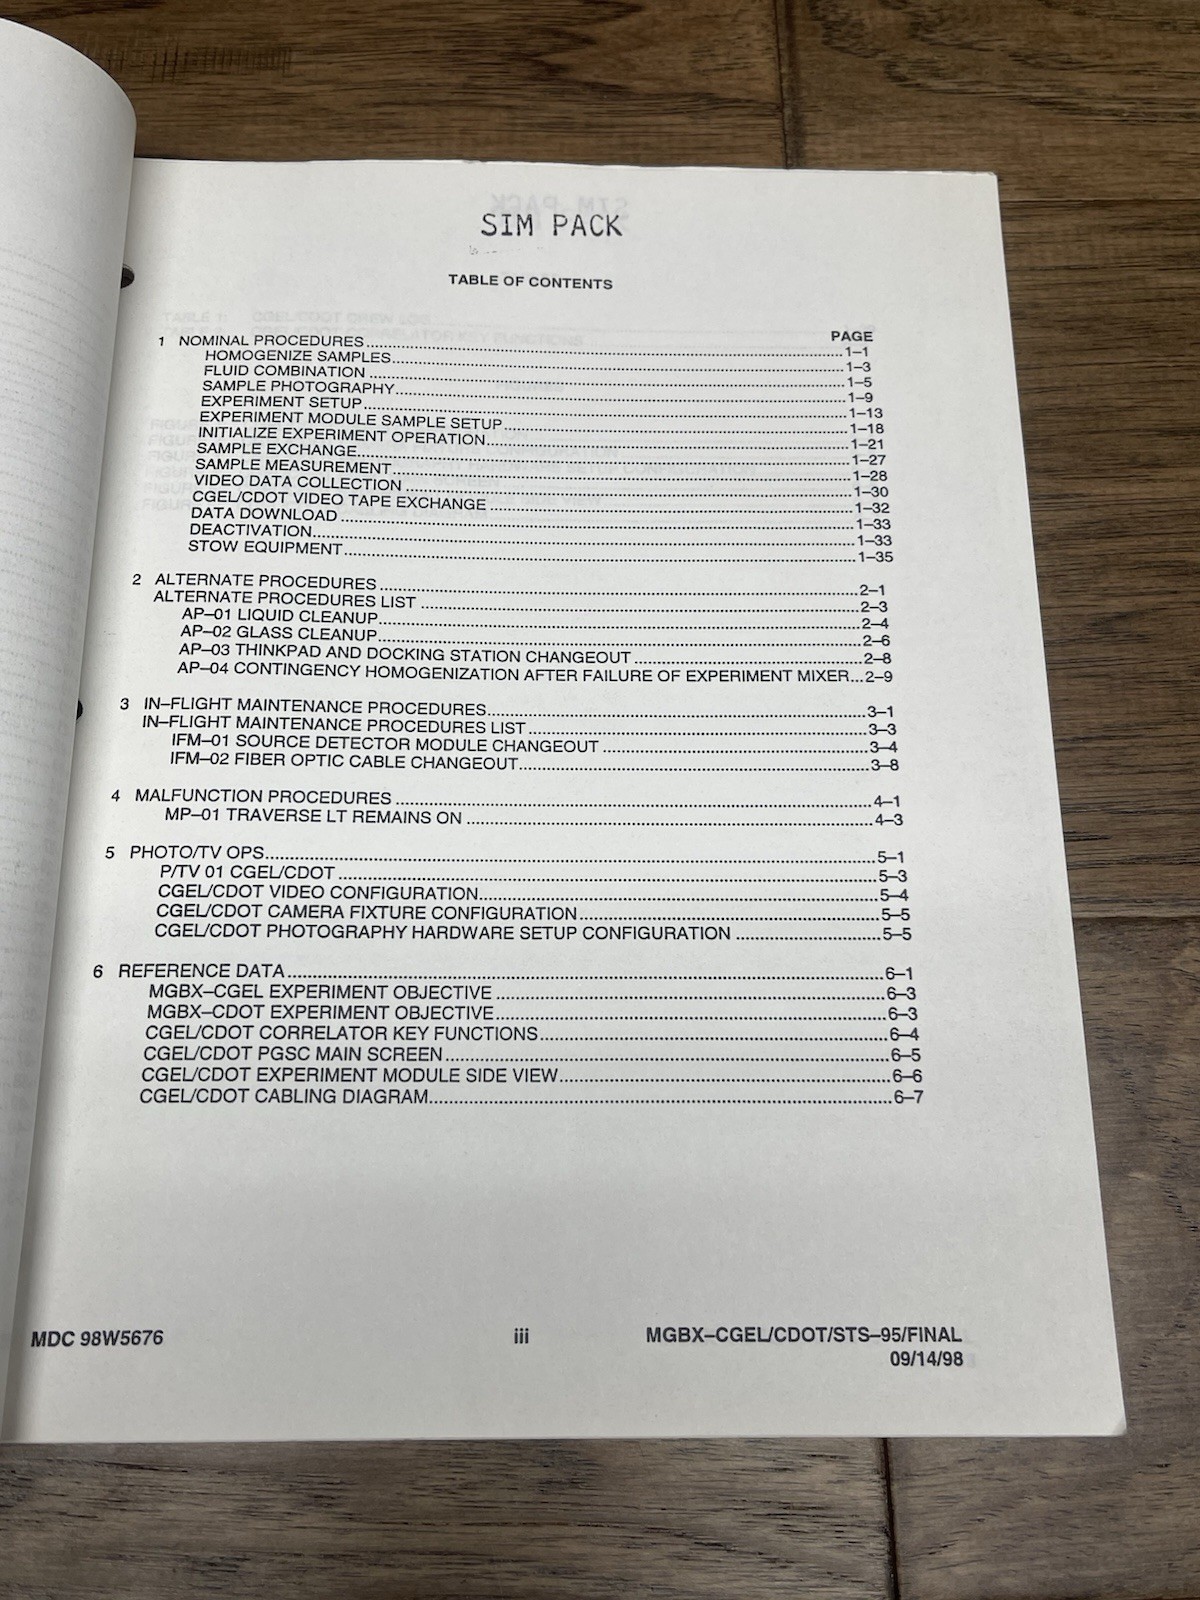 SIM PACK
TABLE OF CONTENTS
PAGE
1 NOMINAL PROCEDURES 1–1
HOMOGENIZE SAMPLES 1–3
FLUID COMBINATION 1–5
SAMPLE PHOTOGRAPHY 1–9
EXPERIMENT SETUP 1–13
EXPERIMENT MODULE SAMPLE SETUP 1–18
INITIALIZE EXPERIMENT OPERATION 1–21
SAMPLE EXCHANGE 1–27
SAMPLE MEASUREMENT 1–28
VIDEO DATA COLLECTION 1–30
CGEL/CDOT VIDEO TAPE EXCHANGE 1–32
DATA DOWNLOAD 1–33
DEACTIVATION 1–33
STOW EQUIPMENT 1–35
2 ALTERNATE PROCEDURES 2–1
ALTERNATE PROCEDURES LIST 2–3
AP–01 LIQUID CLEANUP 2–4
AP–02 GLASS CLEANUP 2–6
AP–03 THINKPAD AND DOCKING STATION CHANGEOUT 2–8
AP–04 CONTINGENCY HOMOGENIZATION AFTER FAILURE OF EXPERIMENT MIXER 2–9
3 IN–FLIGHT MAINTENANCE PROCEDURES 3–1
IN–FLIGHT MAINTENANCE PROCEDURES LIST 3–3
IFM–01 SOURCE DETECTOR MODULE CHANGEOUT 3–4
IFM–02 FIBER OPTIC CABLE CHANGEOUT 3–8
4 MALFUNCTION PROCEDURES 4–1
MP–01 TRAVERSE LT REMAINS ON 4–3
5 PHOTO/TV OPS 5–1
P/TV 01 CGEL/CDOT 5–3
CGEL/CDOT VIDEO CONFIGURATION 5–4
CGEL/CDOT CAMERA FIXTURE CONFIGURATION 5–5
CGEL/CDOT PHOTOGRAPHY HARDWARE SETUP CONFIGURATION 5–5
6 REFERENCE DATA 6–1
MGBX–CGEL EXPERIMENT OBJECTIVE 6–3
MGBX–CDOT EXPERIMENT OBJECTIVE 6–3
CGEL/CDOT CORRELATOR KEY FUNCTIONS 6–4
CGEL/CDOT PGSC MAIN SCREEN 6–5
CGEL/CDOT EXPERIMENT MODULE SIDE VIEW 6–6
CGEL/CDOT CABLING DIAGRAM 6–7
MDC 98W5676 iii MGBX–CGEL/CDOT/STS–95/FINAL
09/14/98